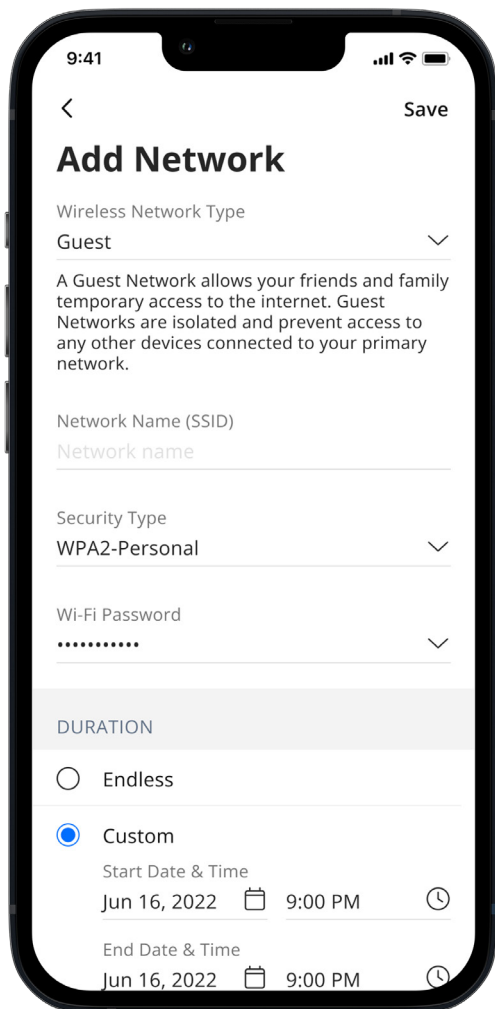 9:41
Save
Add Network
Wireless Network Type
Guest
A Guest Network allows your friends and family
temporary access to the internet. Guest
Networks are isolated and prevent access to
any other devices connected to your primary
network.
Network Name (SSID)
Network name
Security Type
WPA2-Personal
Wi-Fi Password
•••••••••••
DURATION
Endless
Custom
Start Date & Time
Jun 16, 2022 9:00 PM
End Date & Time
Jun 16, 2022 9:00 PM